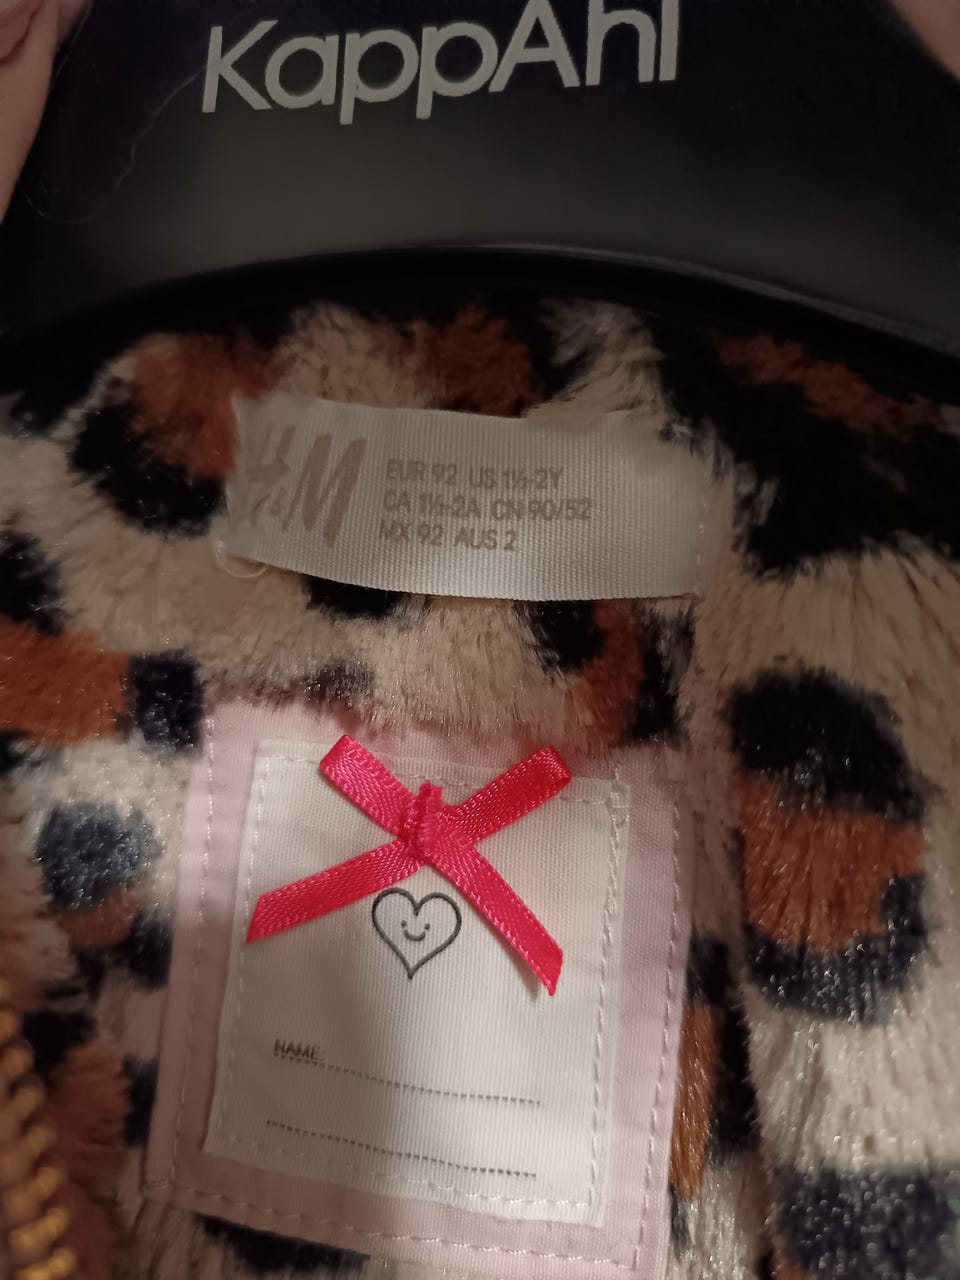 KappAhl
H&M
EUR 92 US 1½-2Y
CA 1½-2A CN 90/52
MX 92 AUS 2
NAME: